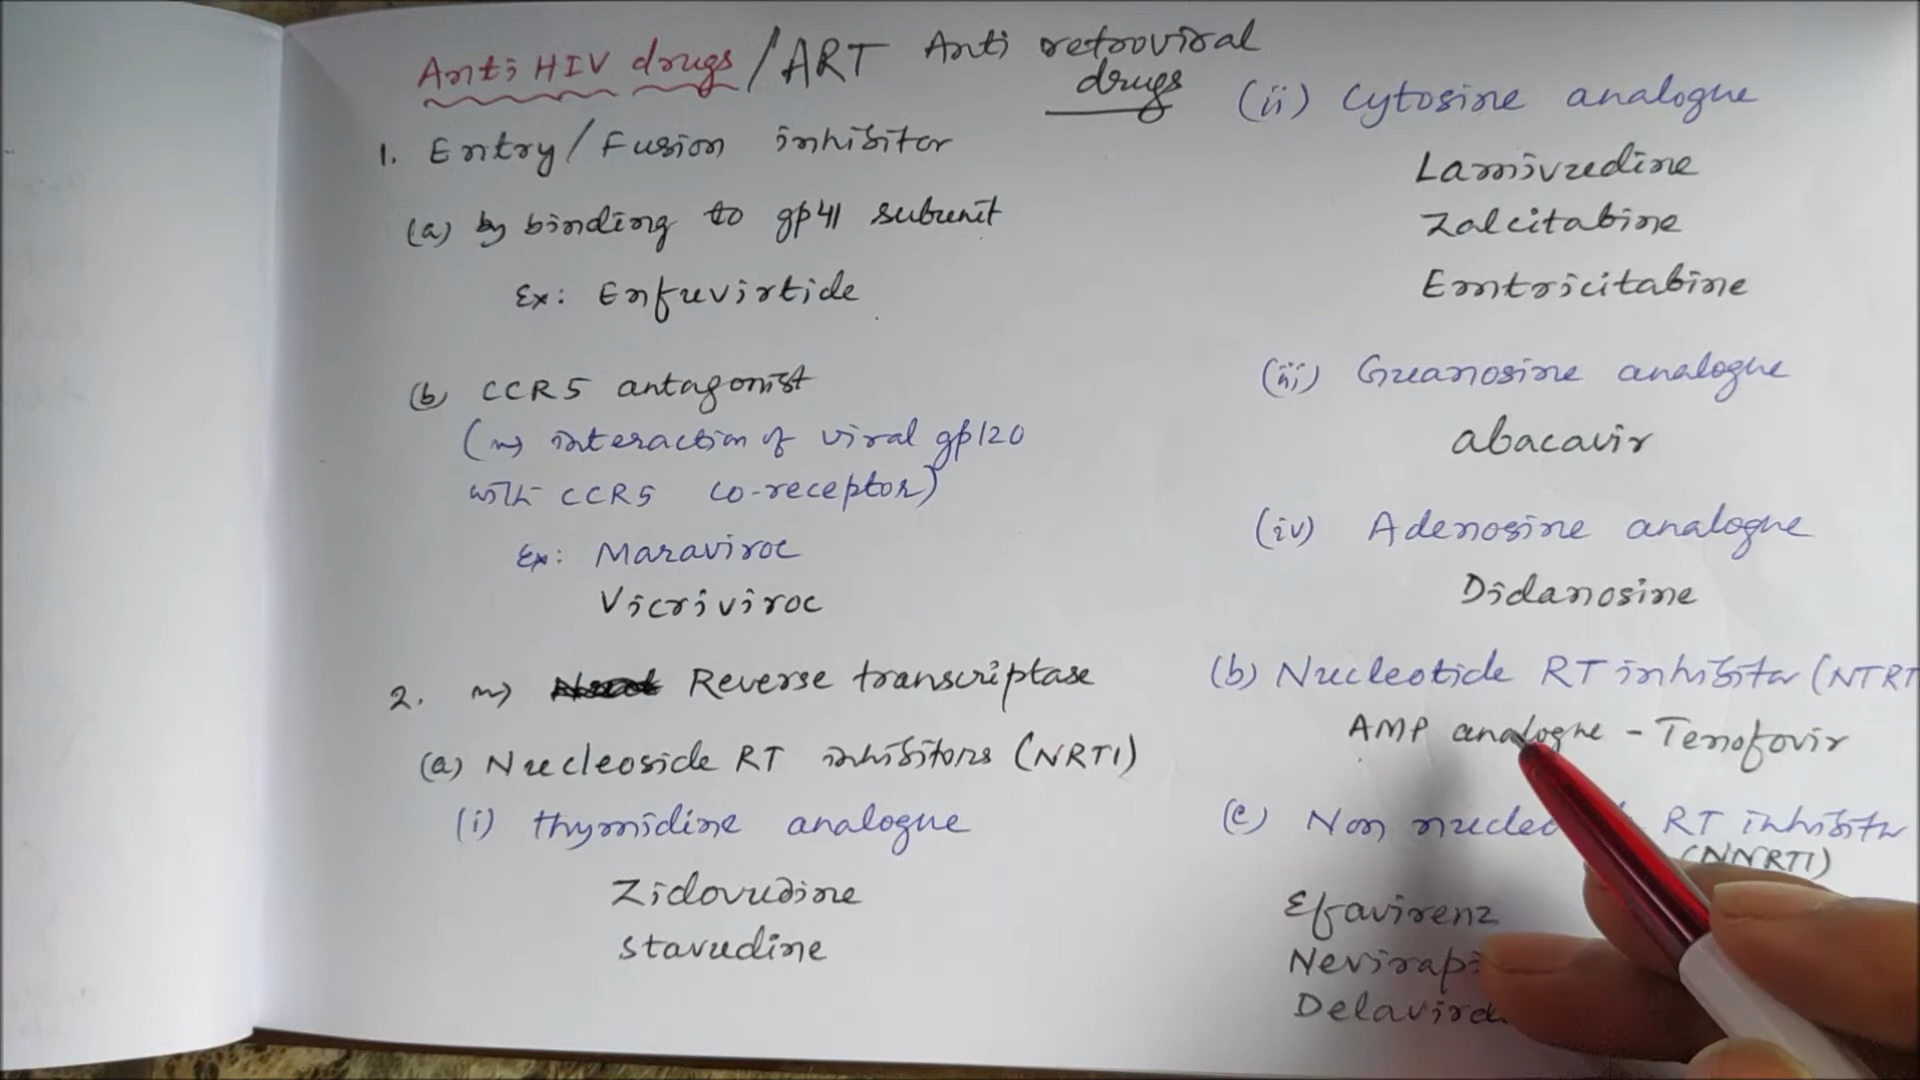 Anti HIV drugs / ART Anti retroviral
drugs
1. Entry / Fusion inhibitor
(a) by binding to gp41 subunit
Ex: Enfuvirtide
(b) CCR5 antagonist
( interaction of viral gp120
with CCR5 co-receptor)
Ex: Maraviroc
Vicriviroc
2. Reverse transcriptase
(a) Nucleoside RT inhibitors (NRTI)
(i) thymidine analogue
Zidovudine
stavudine
(ii) Cytosine analogue
Lamivudine
Zalcitabine
Emtricitabine
(iii) Guanosine analogue
abacavir
(iv) Adenosine analogue
Didanosine
(b) Nucleotide RT inhibitor (NTRT
AMP analogue - Tenofovir
(c) Non RT inhibitor
(NNRTI)
Efavirenz